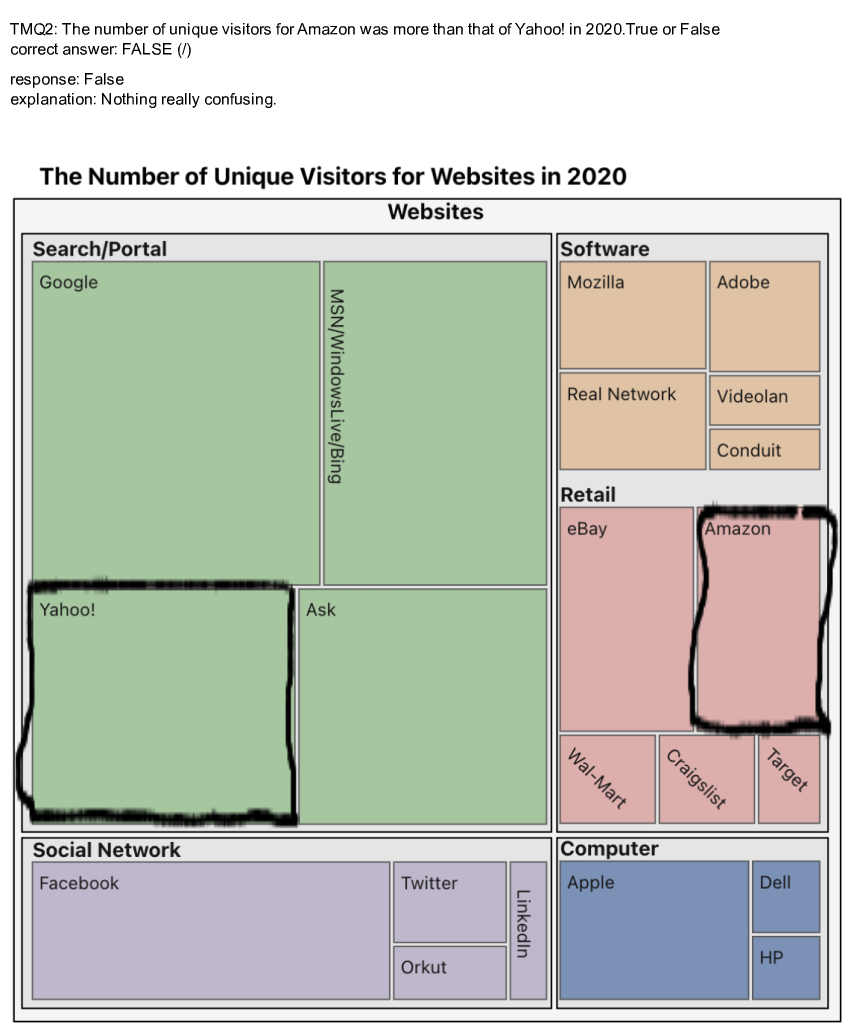 TMQ2: The number of unique visitors for Amazon was more than that of Yahoo! in 2020.True or False
correct answer: FALSE (/)
response: False
explanation: Nothing really confusing.
The Number of Unique Visitors for Websites in 2020
Websites
Search/Portal
Google
MSN/WindowsLive/Bing
Yahoo!
Ask
Software
Mozilla
Adobe
Real Network
Videolan
Conduit
Retail
eBay
Amazon
Wal-Mart
Craigslist
Target
Social Network
Facebook
Twitter
Orkut
LinkedIn
Computer
Apple
Dell
HP